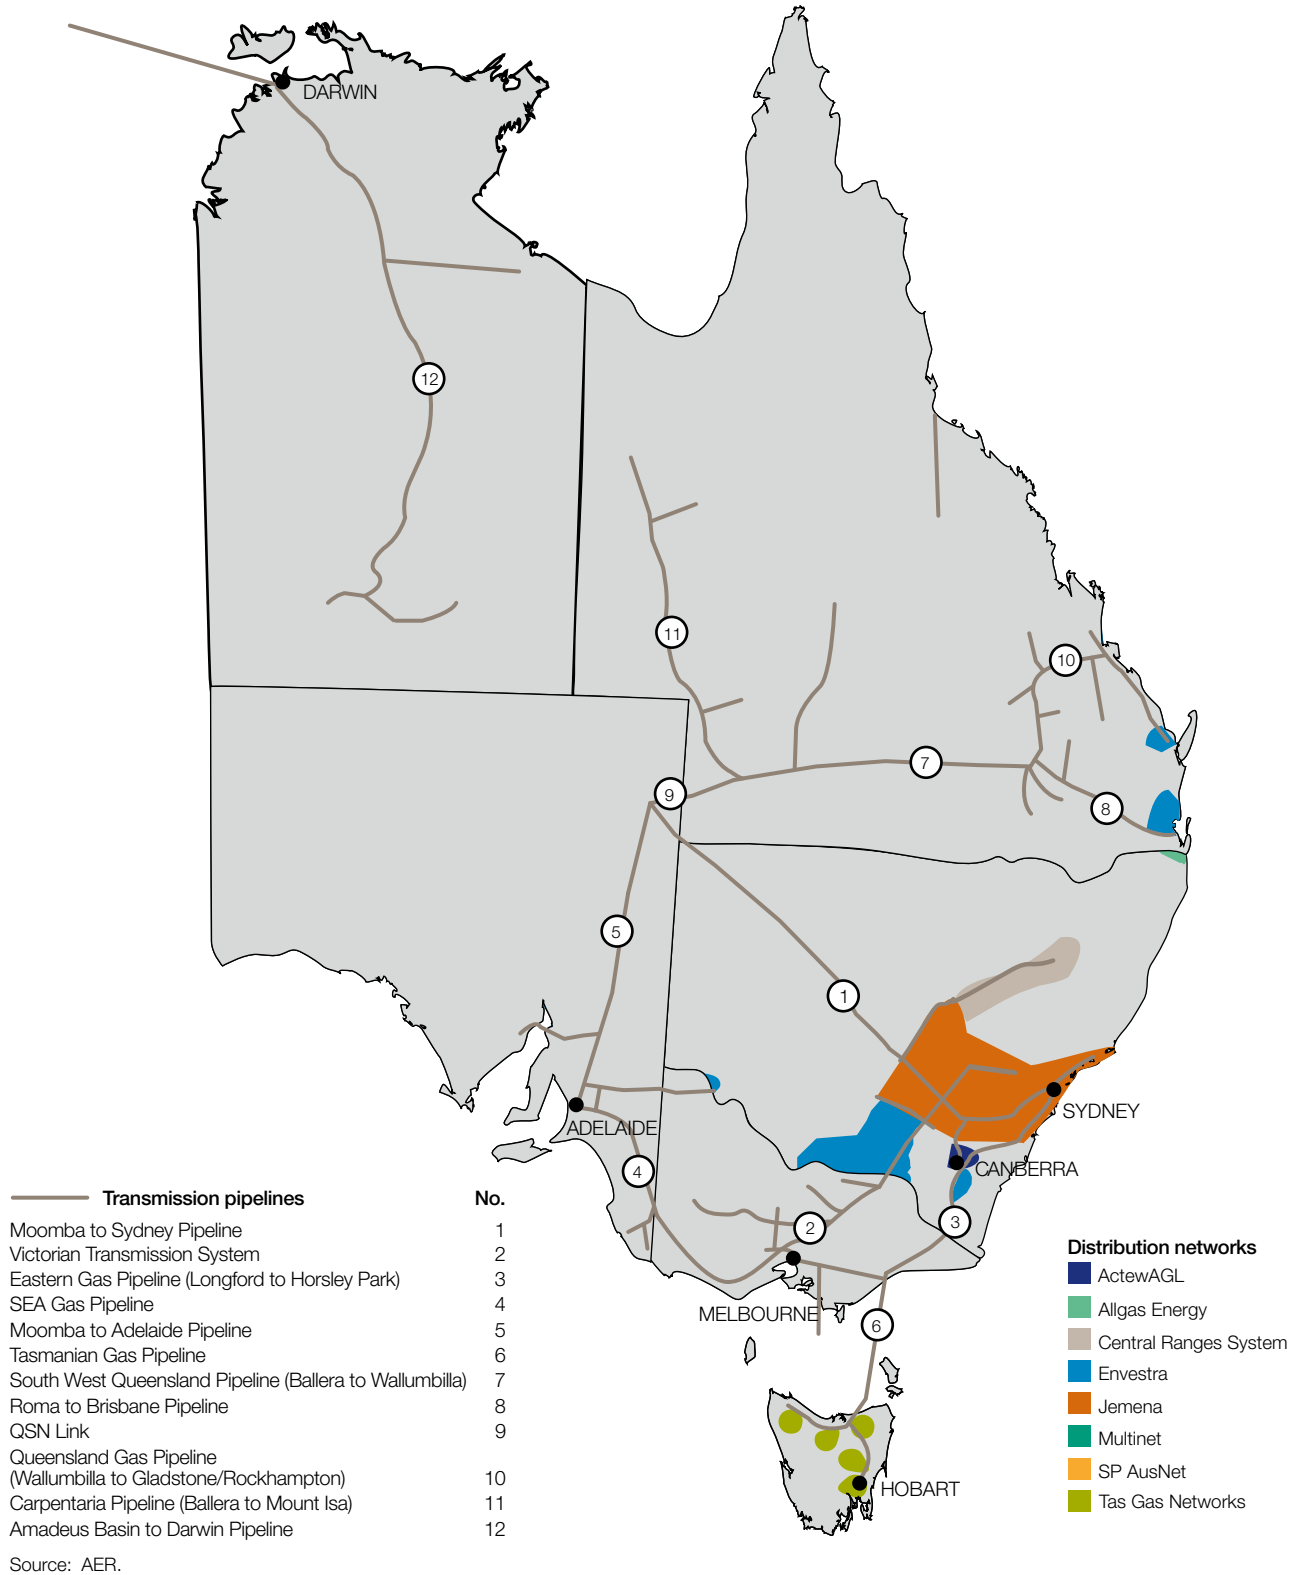 DARWIN
12
11
10
7
9
8
5
1
SYDNEY
ADELAIDE
CANBERRA
4
3
2
MELBOURNE
6
HOBART
Transmission pipelines No.
Moomba to Sydney Pipeline 1
Victorian Transmission System 2
Eastern Gas Pipeline (Longford to Horsley Park) 3
SEA Gas Pipeline 4
Moomba to Adelaide Pipeline 5
Tasmanian Gas Pipeline 6
South West Queensland Pipeline (Ballera to Wallumbilla) 7
Roma to Brisbane Pipeline 8
QSN Link 9
Queensland Gas Pipeline
(Wallumbilla to Gladstone/Rockhampton) 10
Carpentaria Pipeline (Ballera to Mount Isa) 11
Amadeus Basin to Darwin Pipeline 12
Source: AER.
Distribution networks
ActewAGL
Allgas Energy
Central Ranges System
Envestra
Jemena
Multinet
SP AusNet
Tas Gas Networks